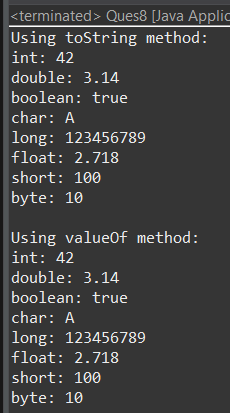 <terminated> Ques8 [Java Applic
Using toString method:
int: 42
double: 3.14
boolean: true
char: A
long: 123456789
float: 2.718
short: 100
byte: 10

Using valueOf method:
int: 42
double: 3.14
boolean: true
char: A
long: 123456789
float: 2.718
short: 100
byte: 10